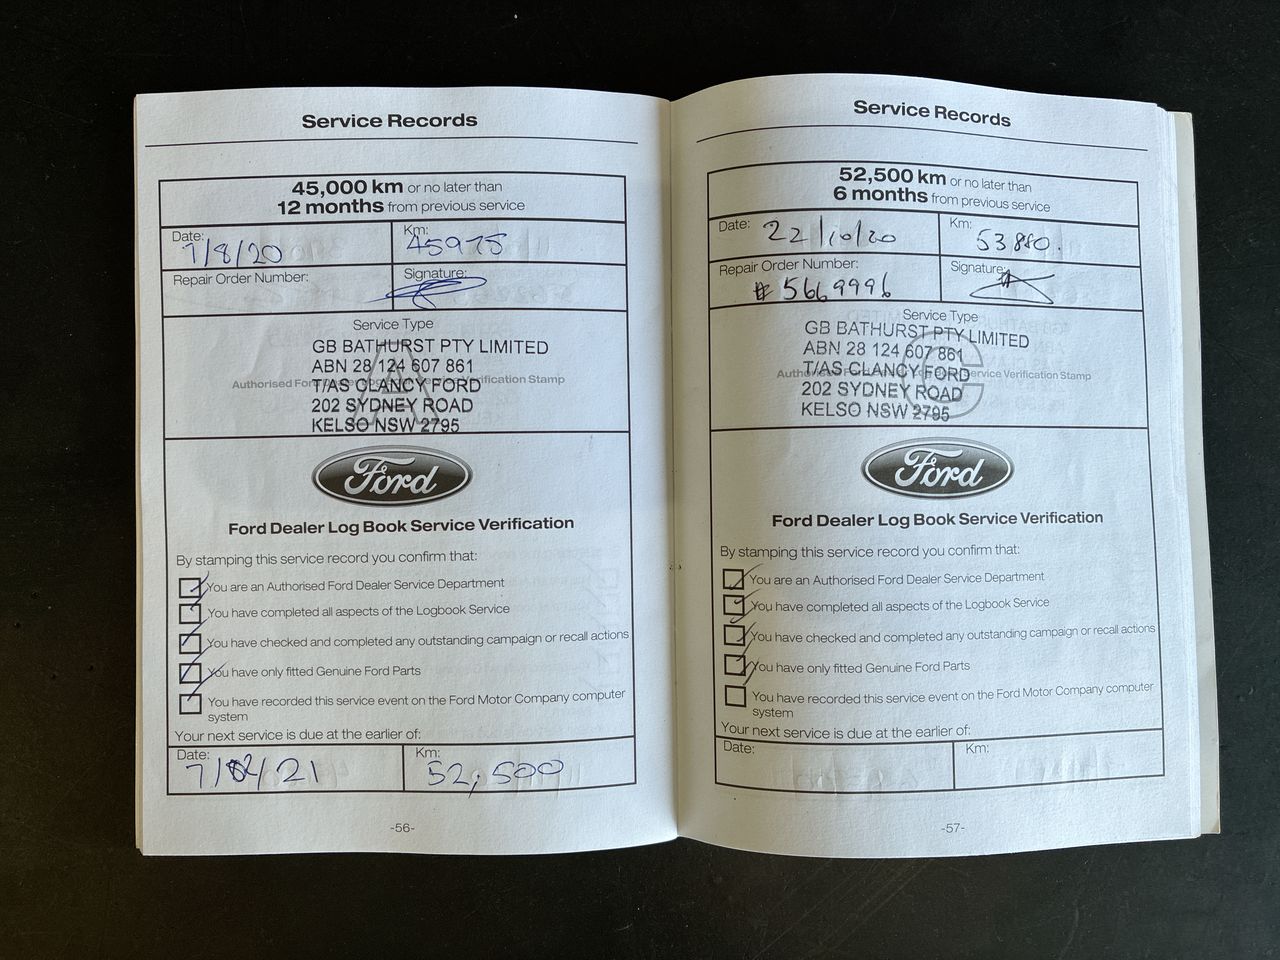 Service Records
45,000 km or no later than
12 months from previous service
Date: 7/8/20
Km: 45975
Repair Order Number:
Signature:
Service Type
A
GB BATHURST PTY LIMITED
ABN 28 124 607 861
Authorised Ford Service Verification Stamp
T/AS CLANCY FORD
202 SYDNEY ROAD
KELSO NSW 2795
Ford
Ford Dealer Log Book Service Verification
By stamping this service record you confirm that:
You are an Authorised Ford Dealer Service Department
You have completed all aspects of the Logbook Service
You have checked and completed any outstanding campaign or recall actions
You have only fitted Genuine Ford Parts
You have recorded this service event on the Ford Motor Company computer
system
Your next service is due at the earlier of:
Date: 7/02/21
Km: 52,500
-56-
Service Records
52,500 km or no later than
6 months from previous service
Date: 22/10/20
Km: 53880.
Repair Order Number: # 5669996
Signature:
Service Type
C
GB BATHURST PTY LIMITED
ABN 28 124 607 861
Authorised Service Verification Stamp
T/AS CLANCY FORD
202 SYDNEY ROAD
KELSO NSW 2795
Ford
Ford Dealer Log Book Service Verification
By stamping this service record you confirm that:
You are an Authorised Ford Dealer Service Department
You have completed all aspects of the Logbook Service
You have checked and completed any outstanding campaign or recall actions
You have only fitted Genuine Ford Parts
You have recorded this service event on the Ford Motor Company computer
system
Your next service is due at the earlier of:
Date:
Km:
-57-